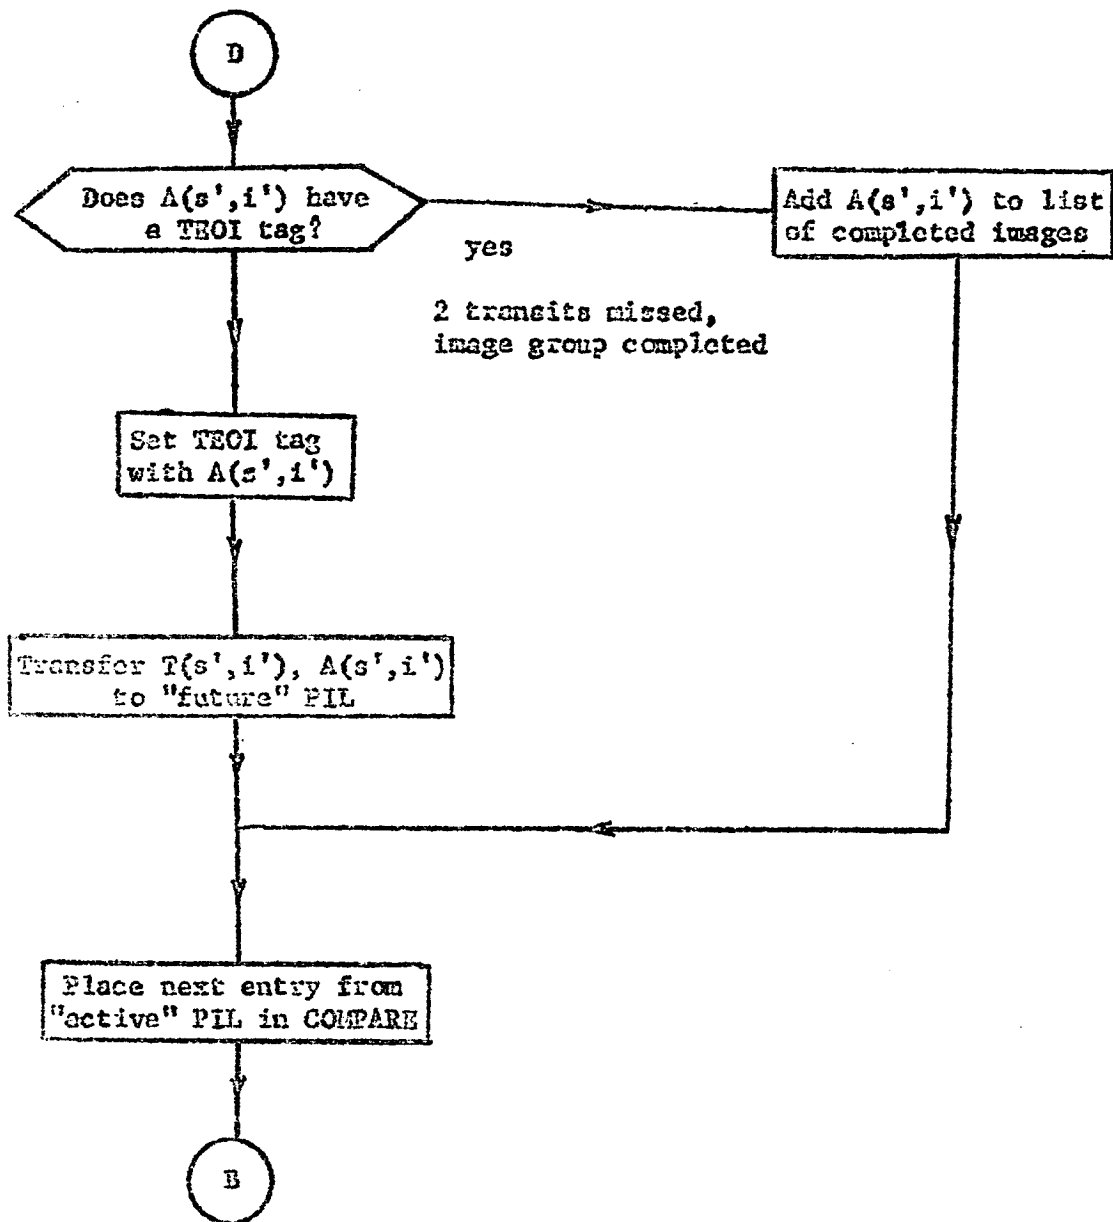 D
Does A(s',i') have
a TEOI tag?
Add A(s',i') to list
of completed images
yes
2 transits missed,
image group completed
Set TEOI tag
with A(s',i')
Transfer T(s',i'), A(s',i')
to "future" PIL
Place next entry from
"active" PIL in COMPARE
B